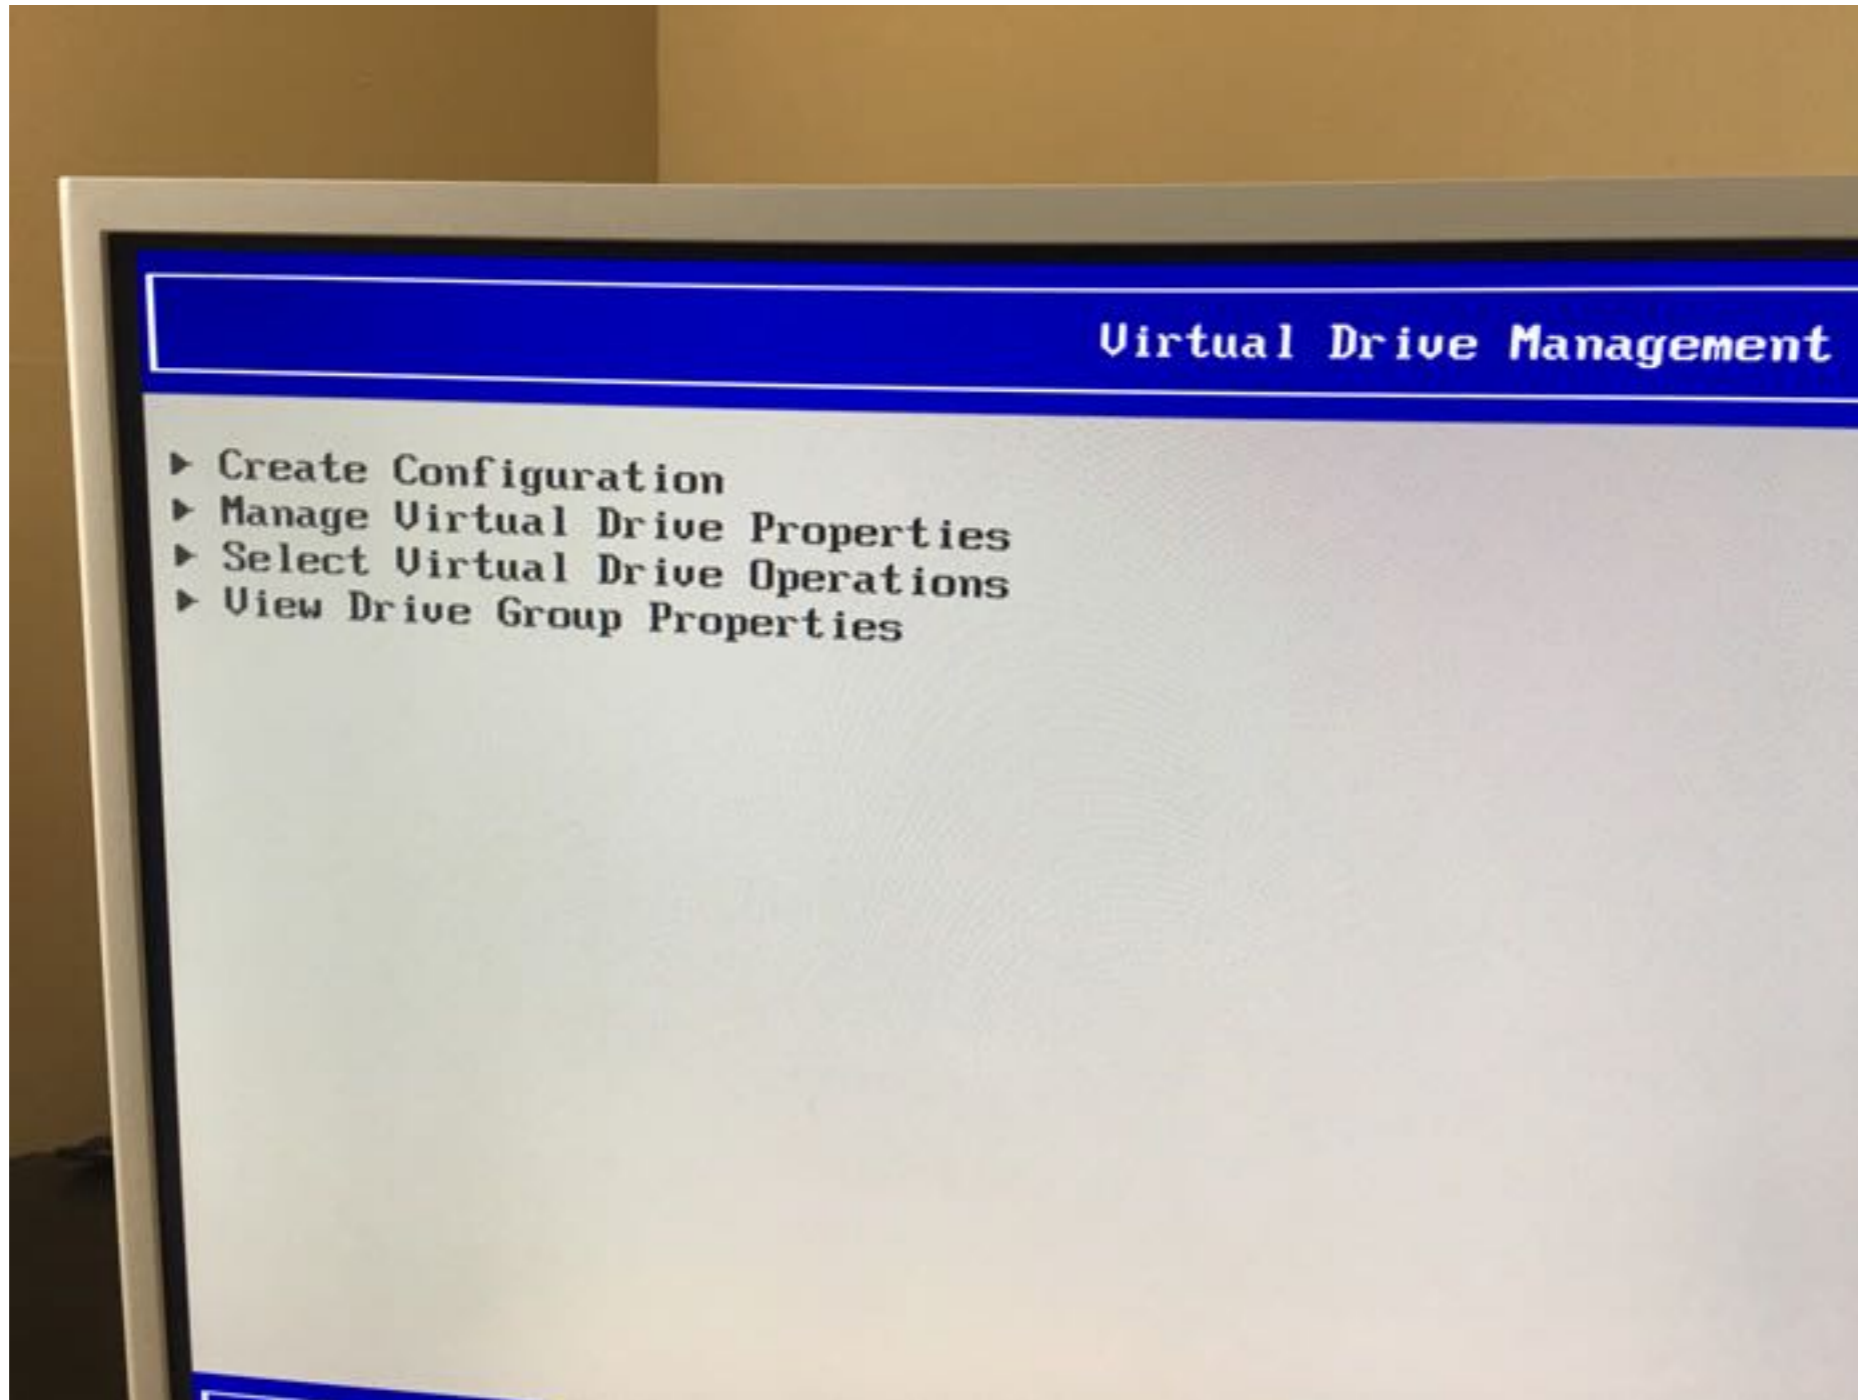 Virtual Drive Management
▶ Create Configuration
▶ Manage Virtual Drive Properties
▶ Select Virtual Drive Operations
▶ View Drive Group Properties